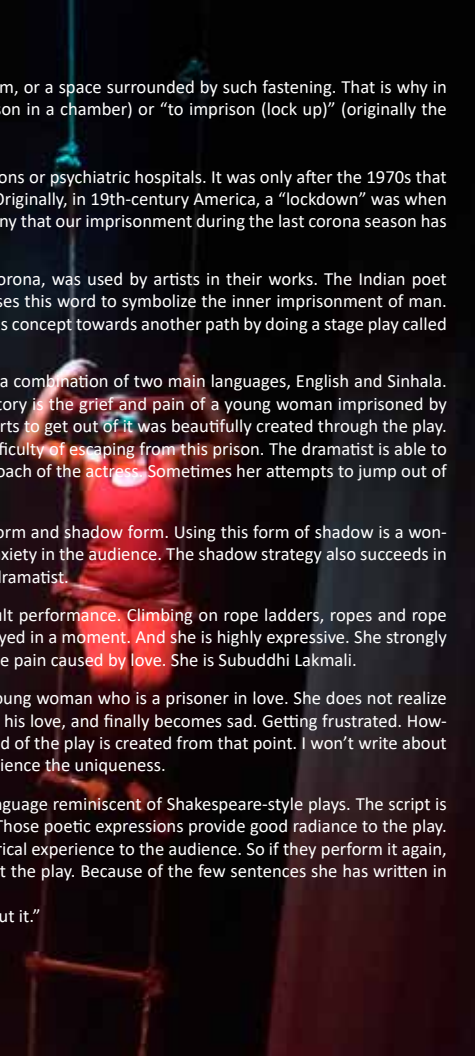 m, or a space surrounded by such fastening. That is why in
son in a chamber) or “to imprison (lock up)” (originally the
ons or psychiatric hospitals. It was only after the 1970s that
Originally, in 19th-century America, a “lockdown” was when
ny that our imprisonment during the last corona season has
orona, was used by artists in their works. The Indian poet
ses this word to symbolize the inner imprisonment of man.
s concept towards another path by doing a stage play called
a combination of two main languages, English and Sinhala.
tory is the grief and pain of a young woman imprisoned by
rts to get out of it was beautifully created through the play.
fficulty of escaping from this prison. The dramatist is able to
oach of the actress. Sometimes her attempts to jump out of
orm and shadow form. Using this form of shadow is a won-
nxiety in the audience. The shadow strategy also succeeds in
dramatist.
ult performance. Climbing on rope ladders, ropes and rope
yed in a moment. And she is highly expressive. She strongly
e pain caused by love. She is Subuddhi Lakmali.
oung woman who is a prisoner in love. She does not realize
his love, and finally becomes sad. Getting frustrated. How-
d of the play is created from that point. I won’t write about
ience the uniqueness.
nguage reminiscent of Shakespeare-style plays. The script is
Those poetic expressions provide good radiance to the play.
rical experience to the audience. So if they perform it again,
t the play. Because of the few sentences she has written in
ut it.”